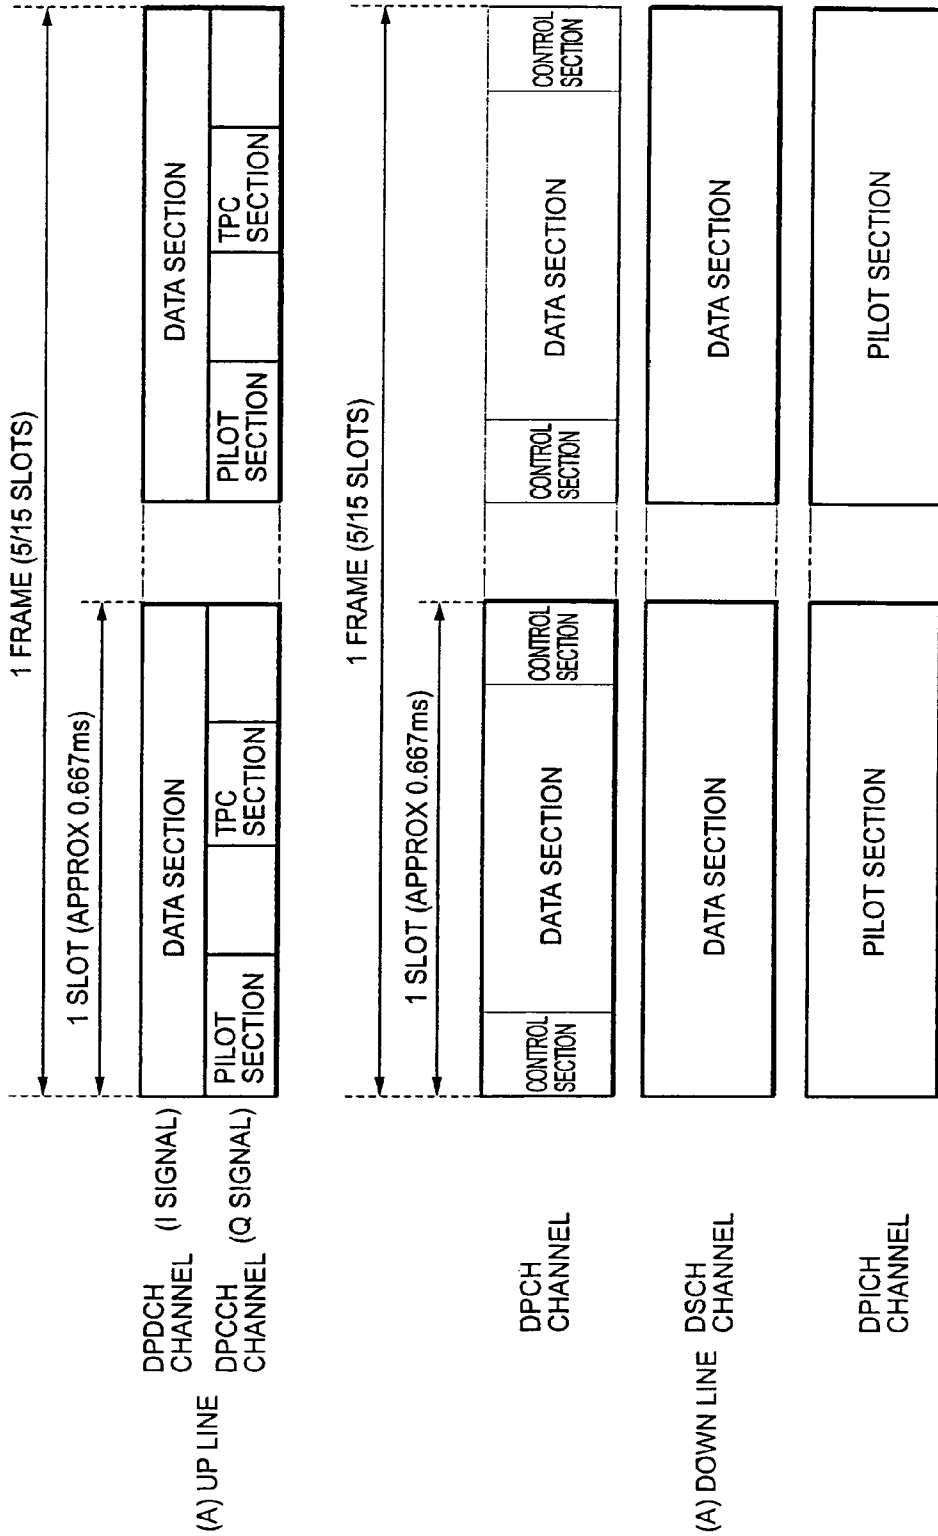 1 FRAME (5/15 SLOTS)
1 SLOT (APPROX 0.667ms)
(A) UP LINE
DPDCH
CHANNEL
(I SIGNAL)
DATA SECTION
DATA SECTION
DPCCH
CHANNEL
(Q SIGNAL)
PILOT
SECTION
TPC
SECTION
PILOT
SECTION
TPC
SECTION
1 FRAME (5/15 SLOTS)
1 SLOT (APPROX 0.667ms)
DPCH
CHANNEL
CONTROL
SECTION
DATA SECTION
CONTROL
SECTION
CONTROL
SECTION
DATA SECTION
CONTROL
SECTION
(A) DOWN LINE
DSCH
CHANNEL
DATA SECTION
DATA SECTION
DPICH
CHANNEL
PILOT SECTION
PILOT SECTION